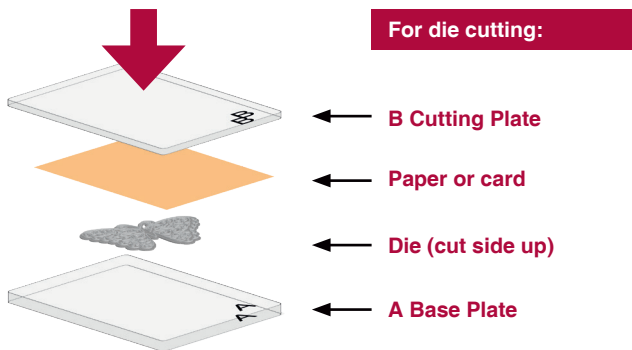 For die cutting:
B
B Cutting Plate
Paper or card
Die (cut side up)
A
A
A Base Plate